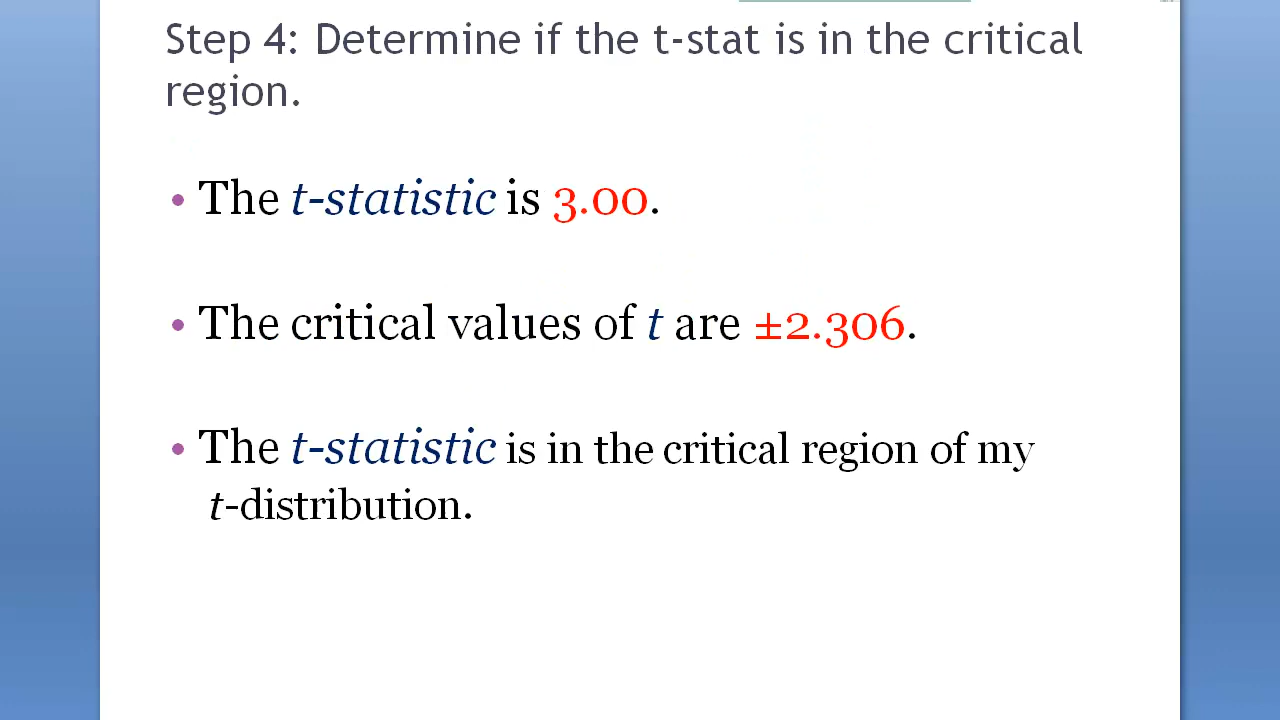 Step 4: Determine if the t-stat is in the critical
region.
• The t-statistic is 3.00.
• The critical values of t are ±2.306.
• The t-statistic is in the critical region of my
t-distribution.